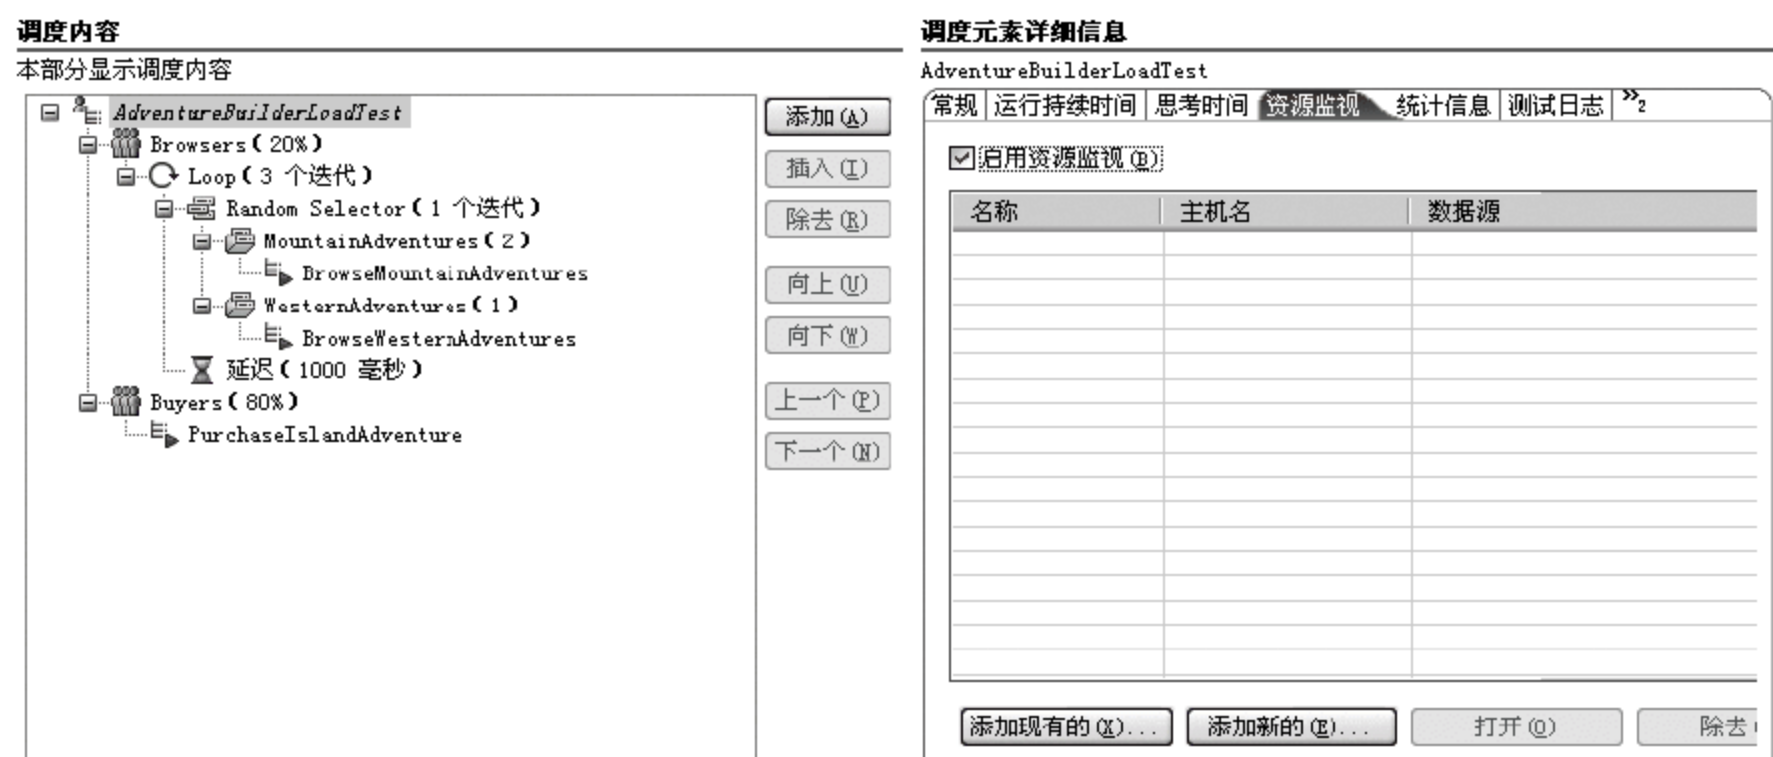 调度内容
本部分显示调度内容
AdventureBuilderLoadTest
Browsers(20%)
Loop(3 个迭代)
Random Selector(1 个迭代)
MountainAdventures(2)
BrowseMountainAdventures
WesternAdventures(1)
BrowseWesternAdventures
延迟(1000 毫秒)
Buyers(80%)
PurchaseIslandAdventure
添加(A)
插入(I)
除去(R)
向上(U)
向下(W)
上一个(P)
下一个(N)
调度元素详细信息
AdventureBuilderLoadTest
常规 运行持续时间 思考时间 资源监视 统计信息 测试日志 »2
启用资源监视(B)
名称 主机名 数据源
添加现有的(X)... 添加新的(E)... 打开(O) 除去(